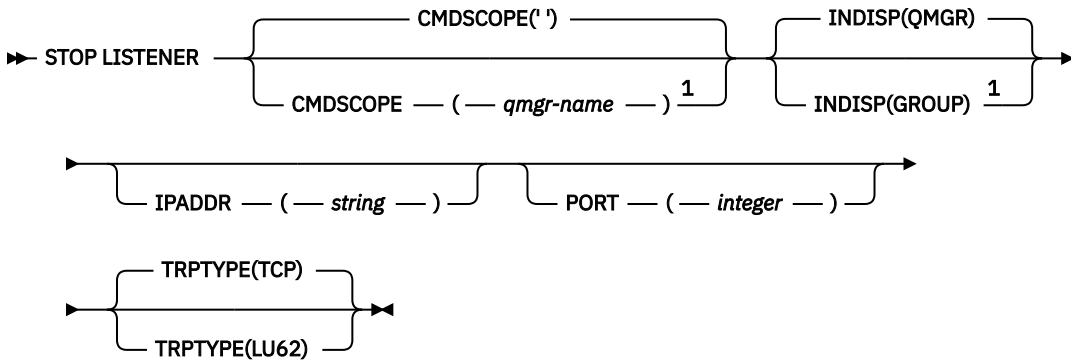 CMDSCOPE(' ') INDISP(QMGR)
STOP LISTENER
CMDSCOPE ( qmgr-name ) 1 INDISP(GROUP) 1
IPADDR ( string ) PORT ( integer )
TRPTYPE(TCP)
TRPTYPE(LU62)